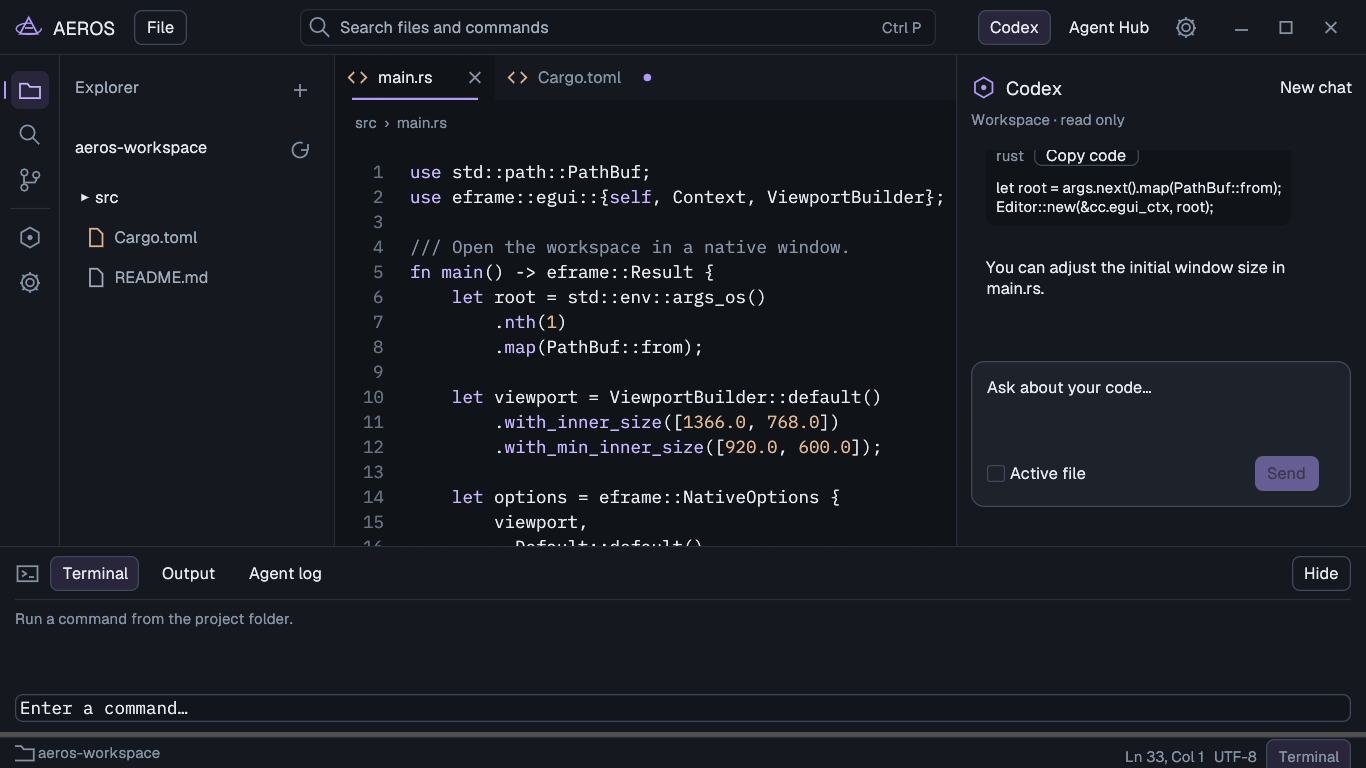 AEROS File Search files and commands Ctrl P Codex Agent Hub
Explorer
aeros-workspace
src
Cargo.toml
README.md
main.rs Cargo.toml
src › main.rs
1 use std::path::PathBuf;
2 use eframe::egui::{self, Context, ViewportBuilder};
3
4 /// Open the workspace in a native window.
5 fn main() -> eframe::Result {
6 let root = std::env::args_os()
7 .nth(1)
8 .map(PathBuf::from);
9
10 let viewport = ViewportBuilder::default()
11 .with_inner_size([1366.0, 768.0])
12 .with_min_inner_size([920.0, 600.0]);
13
14 let options = eframe::NativeOptions {
15 viewport,
16 ..Default::default()
Codex New chat
Workspace · read only
rust Copy code
let root = args.next().map(PathBuf::from);
Editor::new(&cc.egui_ctx, root);
You can adjust the initial window size in
main.rs.
Ask about your code…
Active file Send
Terminal Output Agent log Hide
Run a command from the project folder.
Enter a command…
aeros-workspace Ln 33, Col 1 UTF-8 Terminal